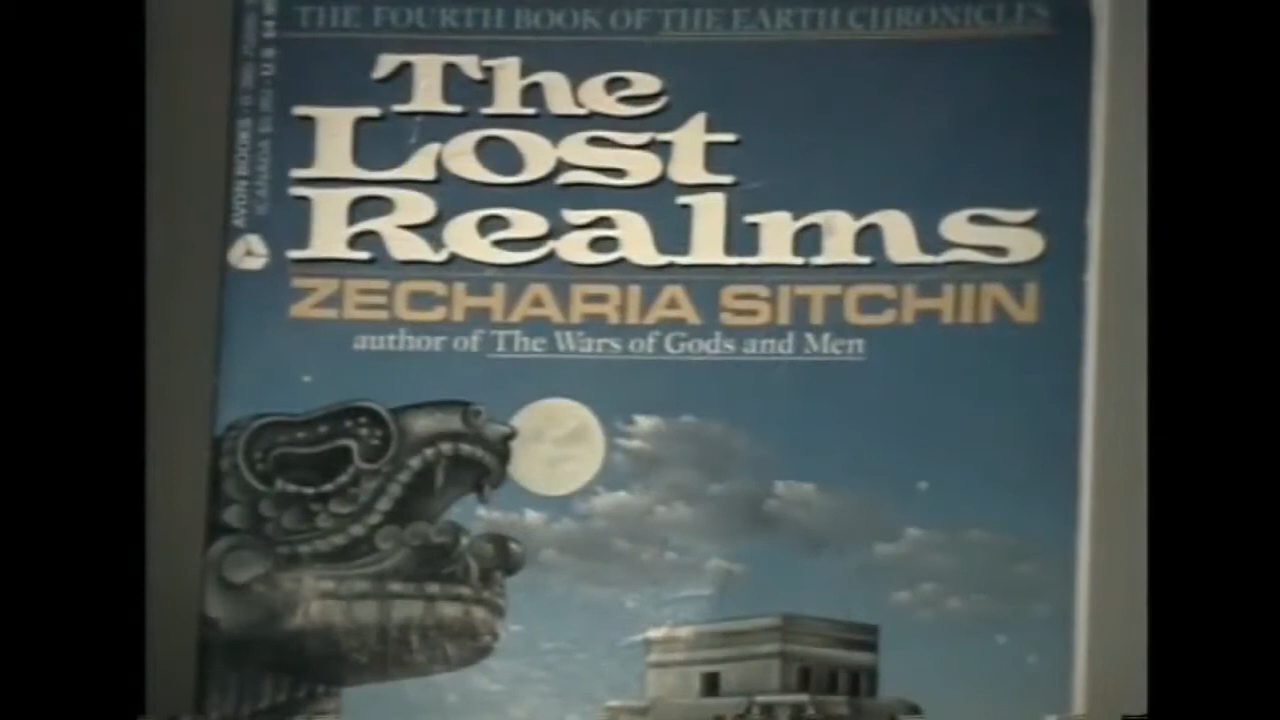 THE FOURTH BOOK OF THE EARTH CHRONICLES
The
Lost
Realms
ZECHARIA SITCHIN
author of The Wars of Gods and Men
AVON BOOKS